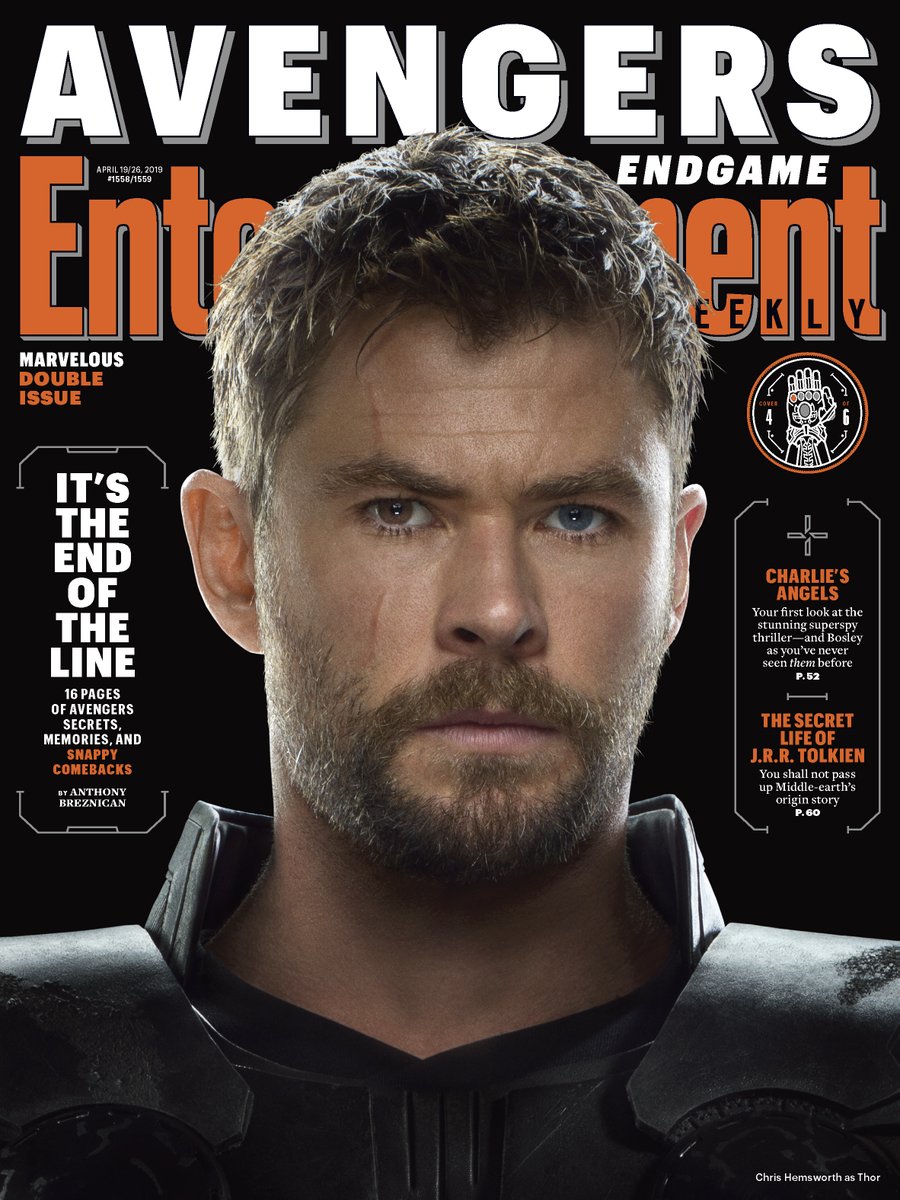 AVENGERS
ENDGAME
APRIL 19/26, 2019
#1558/1559
Ente ment
EEKLY
MARVELOUS
DOUBLE
ISSUE
COVER
4
OF
6
IT'S
THE
END
OF
THE
LINE
16 PAGES
OF AVENGERS
SECRETS,
MEMORIES, AND
SNAPPY
COMEBACKS
BY ANTHONY
BREZNICAN
CHARLIE'S
ANGELS
Your first look at the
stunning superspy
thriller—and Bosley
as you've never
seen them before
P. 52
THE SECRET
LIFE OF
J.R.R. TOLKIEN
You shall not pass
up Middle-earth's
origin story
P. 60
Chris Hemsworth as Thor